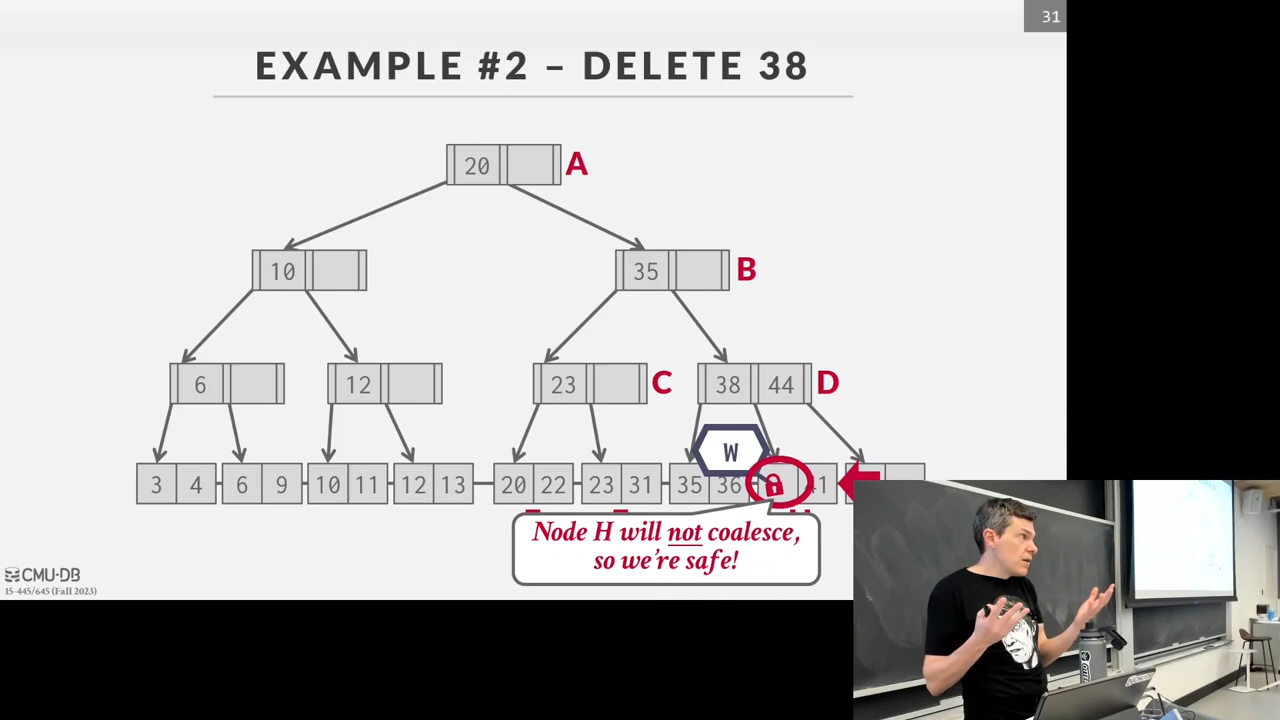 31
EXAMPLE #2 – DELETE 38
20 A
10 35 B
6 12 23 C 38 44 D
W
3 4 6 9 10 11 12 13 20 22 23 31 35 36 41
Node H will not coalesce,
so we're safe!
CMU·DB
15-445/645 (Fall 2023)